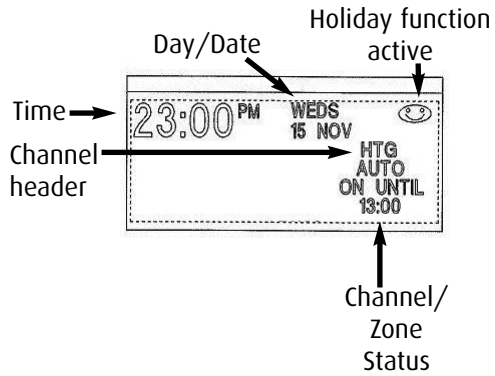 Holiday function
active
Day/Date
Time
23:00 PM
WEDS
15 NOV
Channel
header
HTG
AUTO
ON UNTIL
13:00
Channel/
Zone
Status